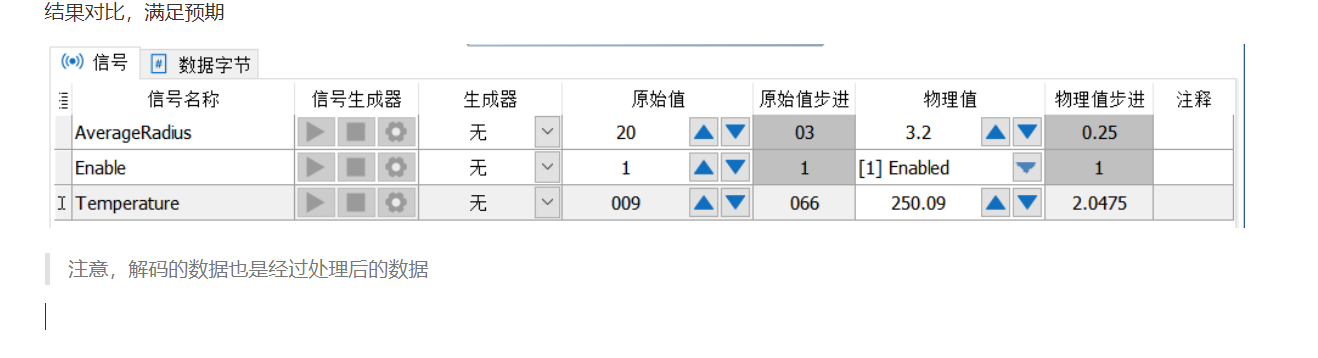 结果对比，满足预期
信号 # 数据字节
信号名称 信号生成器 生成器 原始值 原始值步进 物理值 物理值步进 注释
AverageRadius 无 20 03 3.2 0.25
Enable 无 1 1 [1] Enabled 1
Temperature 无 009 066 250.09 2.0475
注意，解码的数据也是经过处理后的数据